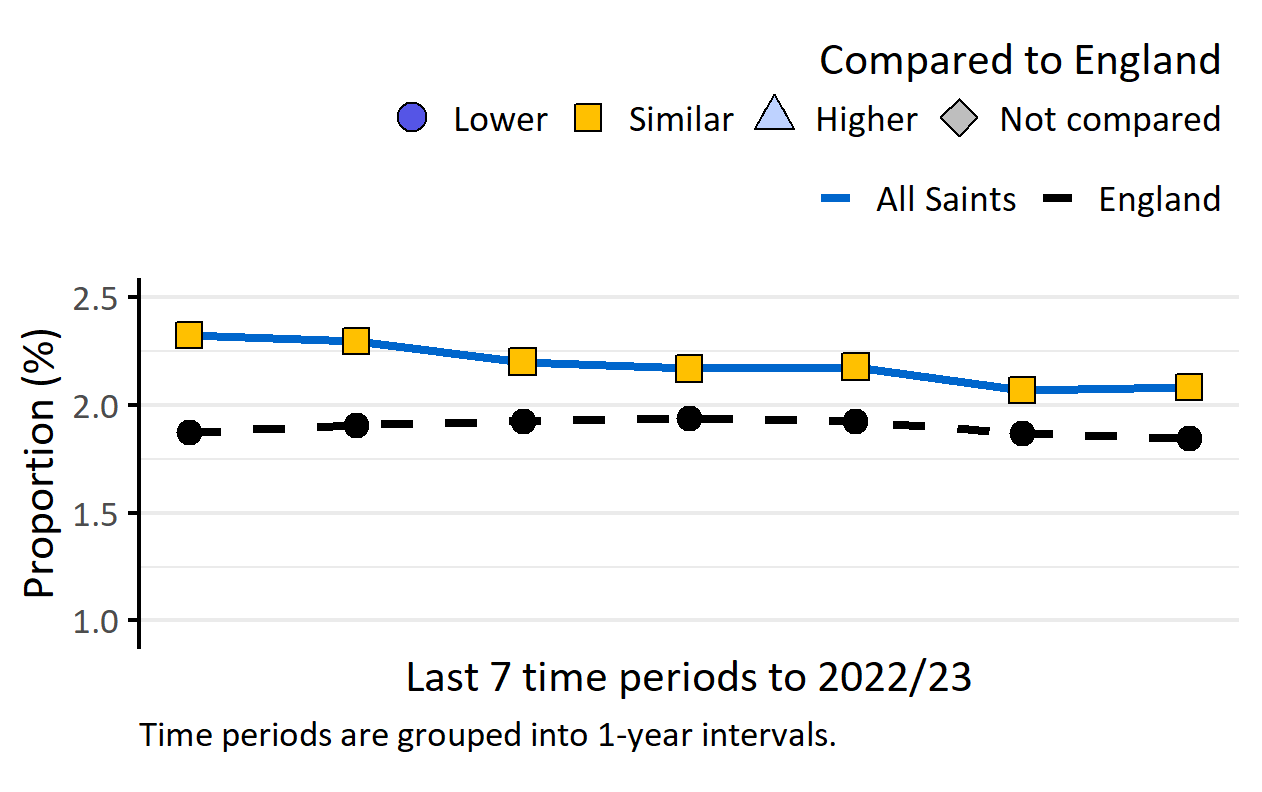 Compared to England
Lower Similar Higher Not compared
All Saints England
Proportion (%)
2.5
2.0
1.5
1.0
Last 7 time periods to 2022/23
Time periods are grouped into 1-year intervals.